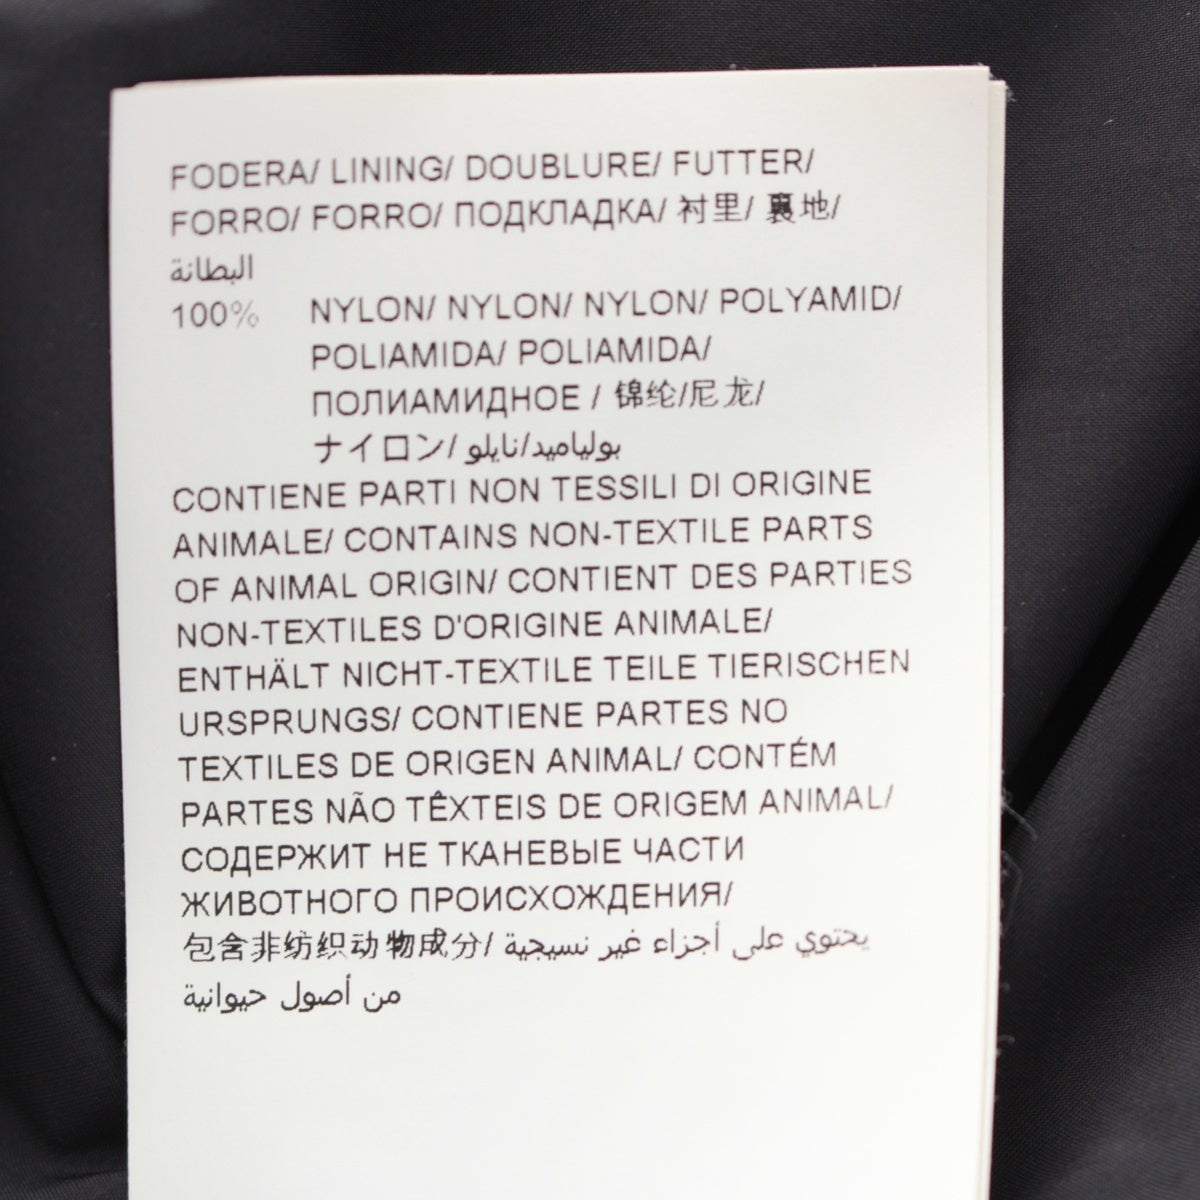 FODERA/ LINING/ DOUBLURE/ FUTTER/
FORRO/ FORRO/ ПОДКЛАДКА/ 衬里/ 裏地/
البطانة
100% NYLON/ NYLON/ NYLON/ POLYAMID/
POLIAMIDA/ POLIAMIDA/
ПОЛИАМИДНОЕ / 锦纶/尼龙/
ナイロン/ بولياميد/نايلو
CONTIENE PARTI NON TESSILI DI ORIGINE
ANIMALE/ CONTAINS NON-TEXTILE PARTS
OF ANIMAL ORIGIN/ CONTIENT DES PARTIES
NON-TEXTILES D'ORIGINE ANIMALE/
ENTHÄLT NICHT-TEXTILE TEILE TIERISCHEN
URSPRUNGS/ CONTIENE PARTES NO
TEXTILES DE ORIGEN ANIMAL/ CONTÉM
PARTES NÃO TÊXTEIS DE ORIGEM ANIMAL/
СОДЕРЖИТ НЕ ТКАНЕВЫЕ ЧАСТИ
ЖИВОТНОГО ПРОИСХОЖДЕНИЯ/
包含非纺织动物成分/ يحتوي على أجزاء غير نسيجية
من أصول حيوانية